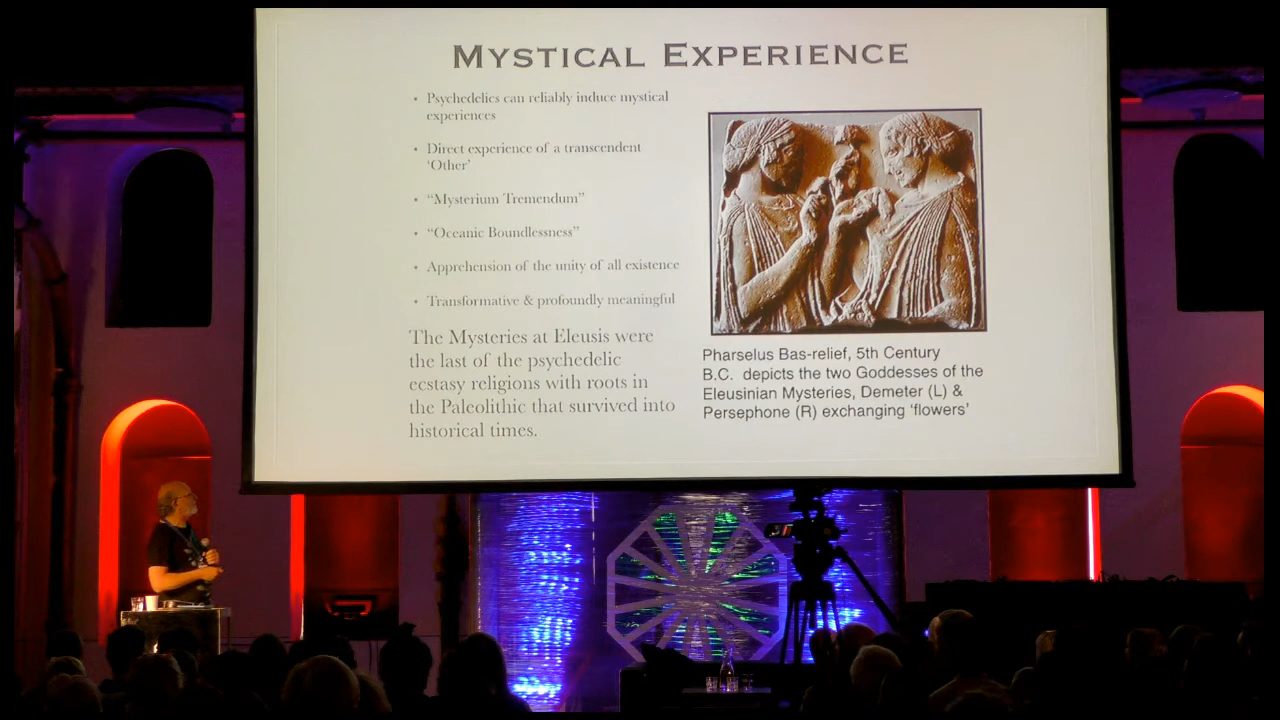 MYSTICAL EXPERIENCE
• Psychedelics can reliably induce mystical
experiences
• Direct experience of a transcendent
'Other'
• "Mysterium Tremendum"
• "Oceanic Boundlessness"
• Apprehension of the unity of all existence
• Transformative & profoundly meaningful
The Mysteries at Eleusis were
the last of the psychedelic
ecstasy religions with roots in
the Paleolithic that survived into
historical times.
Pharselus Bas-relief, 5th Century
B.C. depicts the two Goddesses of the
Eleusinian Mysteries, Demeter (L) &
Persephone (R) exchanging 'flowers'